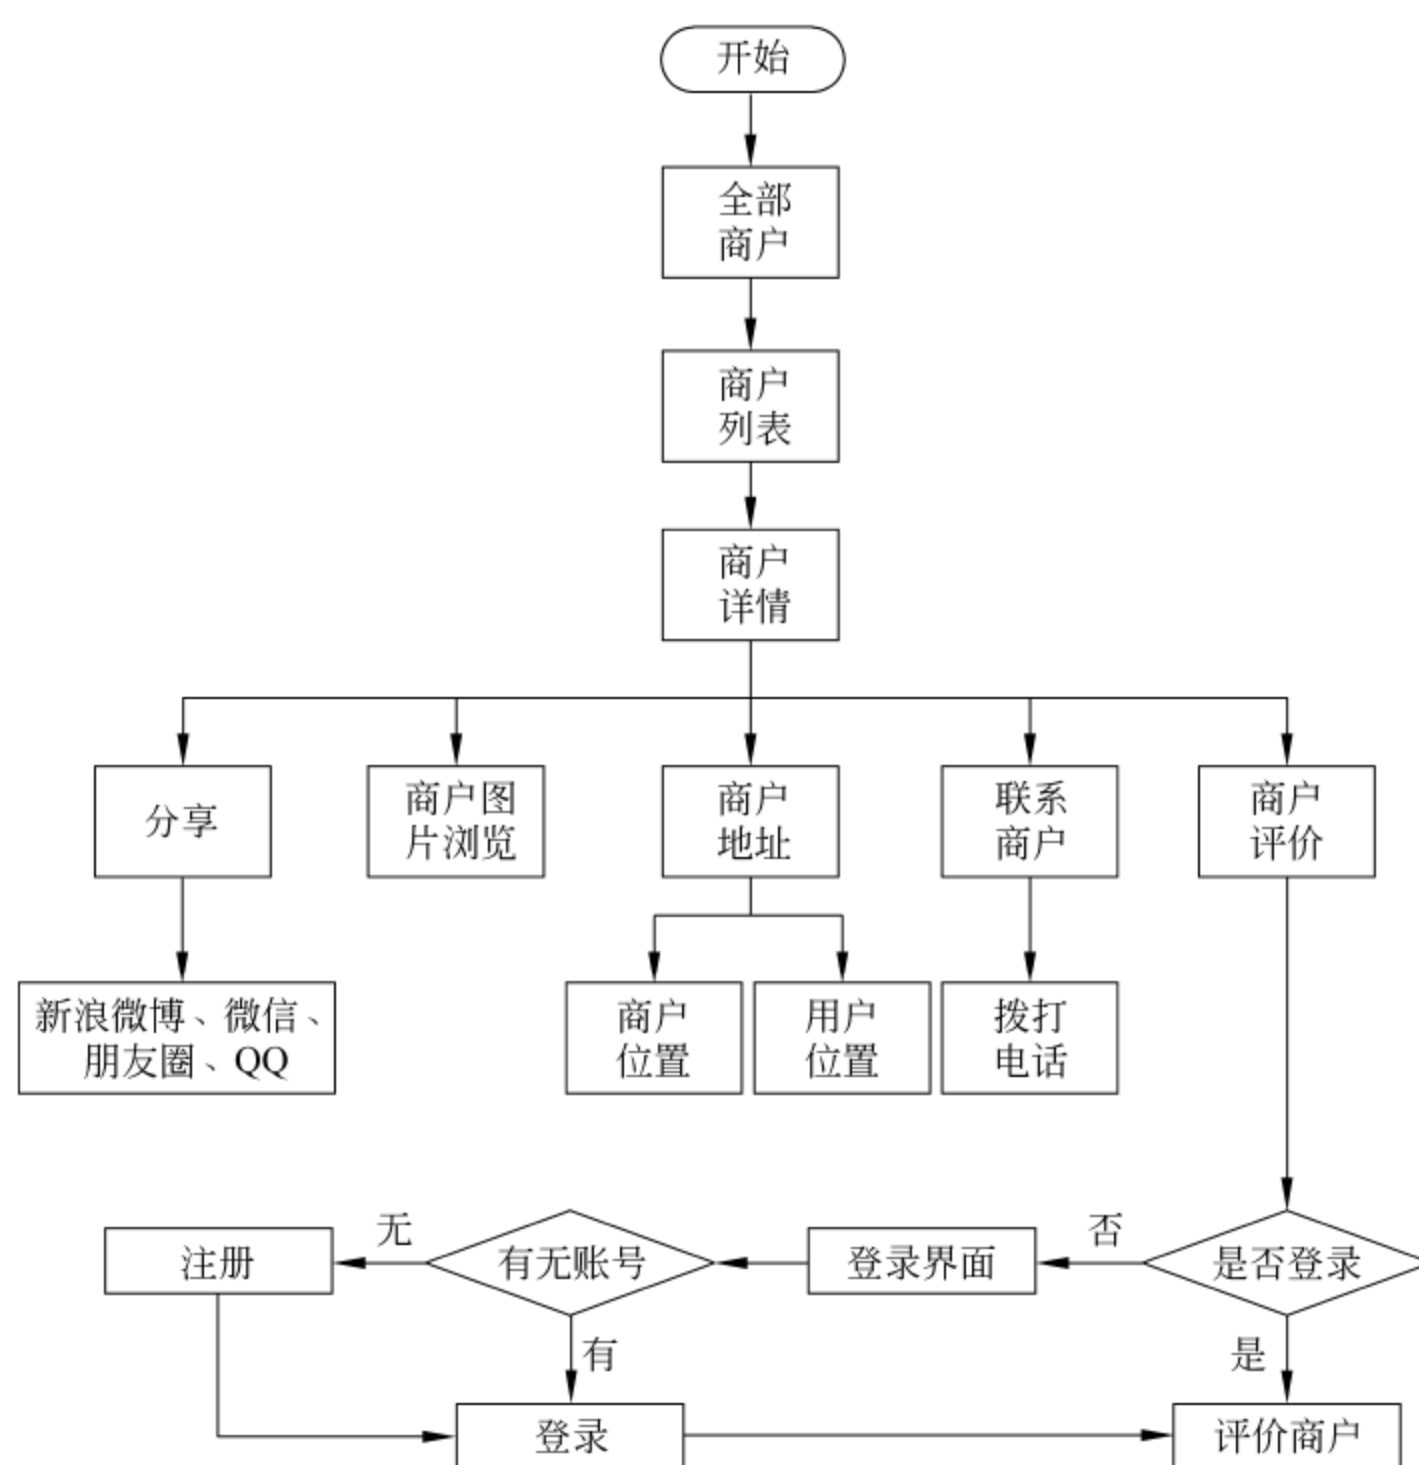 开始
全部
商户
商户
列表
商户
详情
分享
商户图
片浏览
商户
地址
联系
商户
商户
评价
新浪微博、微信、
朋友圈、QQ
商户
位置
用户
位置
拨打
电话
无
否
注册
有无账号
登录界面
是否登录
有
是
登录
评价商户